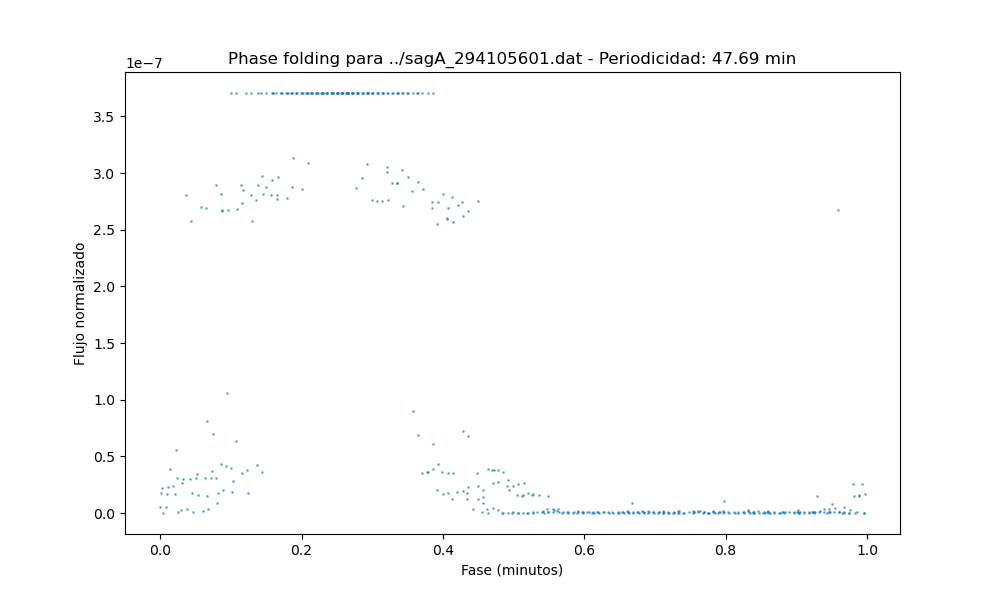 Phase folding para ../sagA_294105601.dat - Periodicidad: 47.69 min
1e−7
3.5
3.0
2.5
2.0
1.5
1.0
0.5
0.0
Flujo normalizado
0.0 0.2 0.4 0.6 0.8 1.0
Fase (minutos)